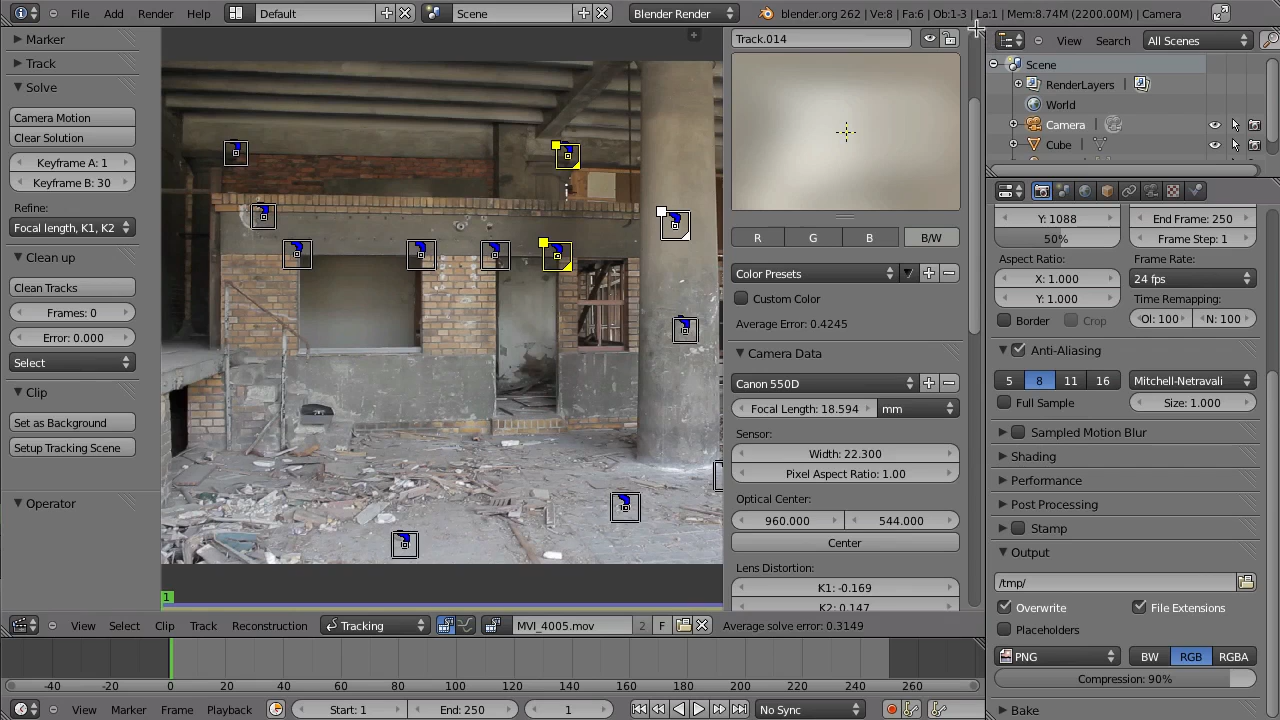 File Add Render Help Default Scene Blender Render blender.org 262 | Ve:8 | Fa:6 | Ob:1-3 | La:1 | Mem:8.74M (2200.00M) | Camera
Marker
Track
Solve
Camera Motion
Clear Solution
Keyframe A: 1
Keyframe B: 30
Refine:
Focal length, K1, K2
Clean up
Clean Tracks
Frames: 0
Error: 0.000
Select
Clip
Set as Background
Setup Tracking Scene
Operator
1
Track.014
R G B B/W
Color Presets
Custom Color
Average Error: 0.4245
Camera Data
Canon 550D
Focal Length: 18.594 mm
Sensor:
Width: 22.300
Pixel Aspect Ratio: 1.00
Optical Center:
960.000 544.000
Center
Lens Distortion:
K1: -0.169
K2: 0.147
View Search All Scenes
Scene
RenderLayers
World
Camera
Cube
Y: 1088 End Frame: 250
50% Frame Step: 1
Aspect Ratio: Frame Rate:
X: 1.000 24 fps
Y: 1.000 Time Remapping:
Border Crop Ol: 100 N: 100
Anti-Aliasing
5 8 11 16 Mitchell-Netravali
Full Sample Size: 1.000
Sampled Motion Blur
Shading
Performance
Post Processing
Stamp
Output
/tmp/
Overwrite File Extensions
Placeholders
PNG BW RGB RGBA
Compression: 90%
Bake
View Select Clip Track Reconstruction Tracking MVI_4005.mov 2 F Average solve error: 0.3149
-40 -20 0 20 40 60 80 100 120 140 160 180 200 220 240 260
View Marker Frame Playback Start: 1 End: 250 1 No Sync